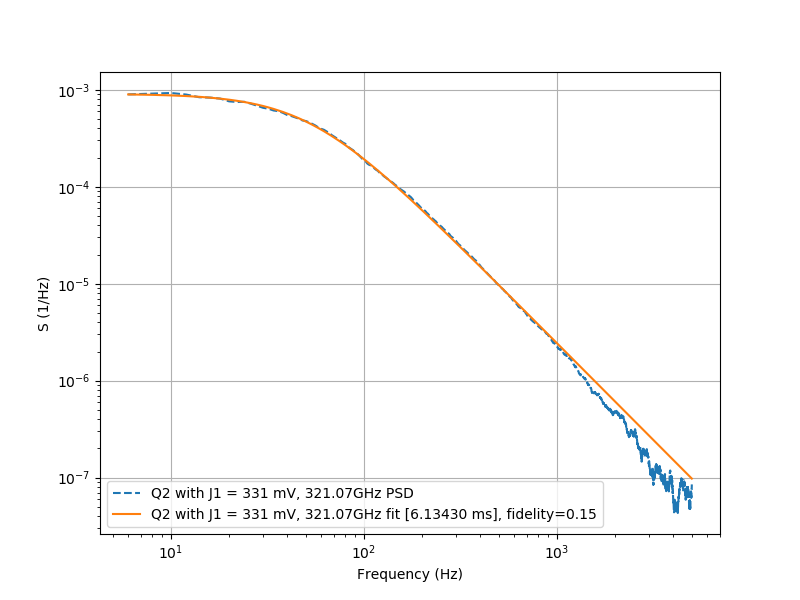 10⁻³
10⁻⁴
10⁻⁵
10⁻⁶
10⁻⁷
S (1/Hz)
Q2 with J1 = 331 mV, 321.07GHz PSD
Q2 with J1 = 331 mV, 321.07GHz fit [6.13430 ms], fidelity=0.15
10¹ 10² 10³
Frequency (Hz)